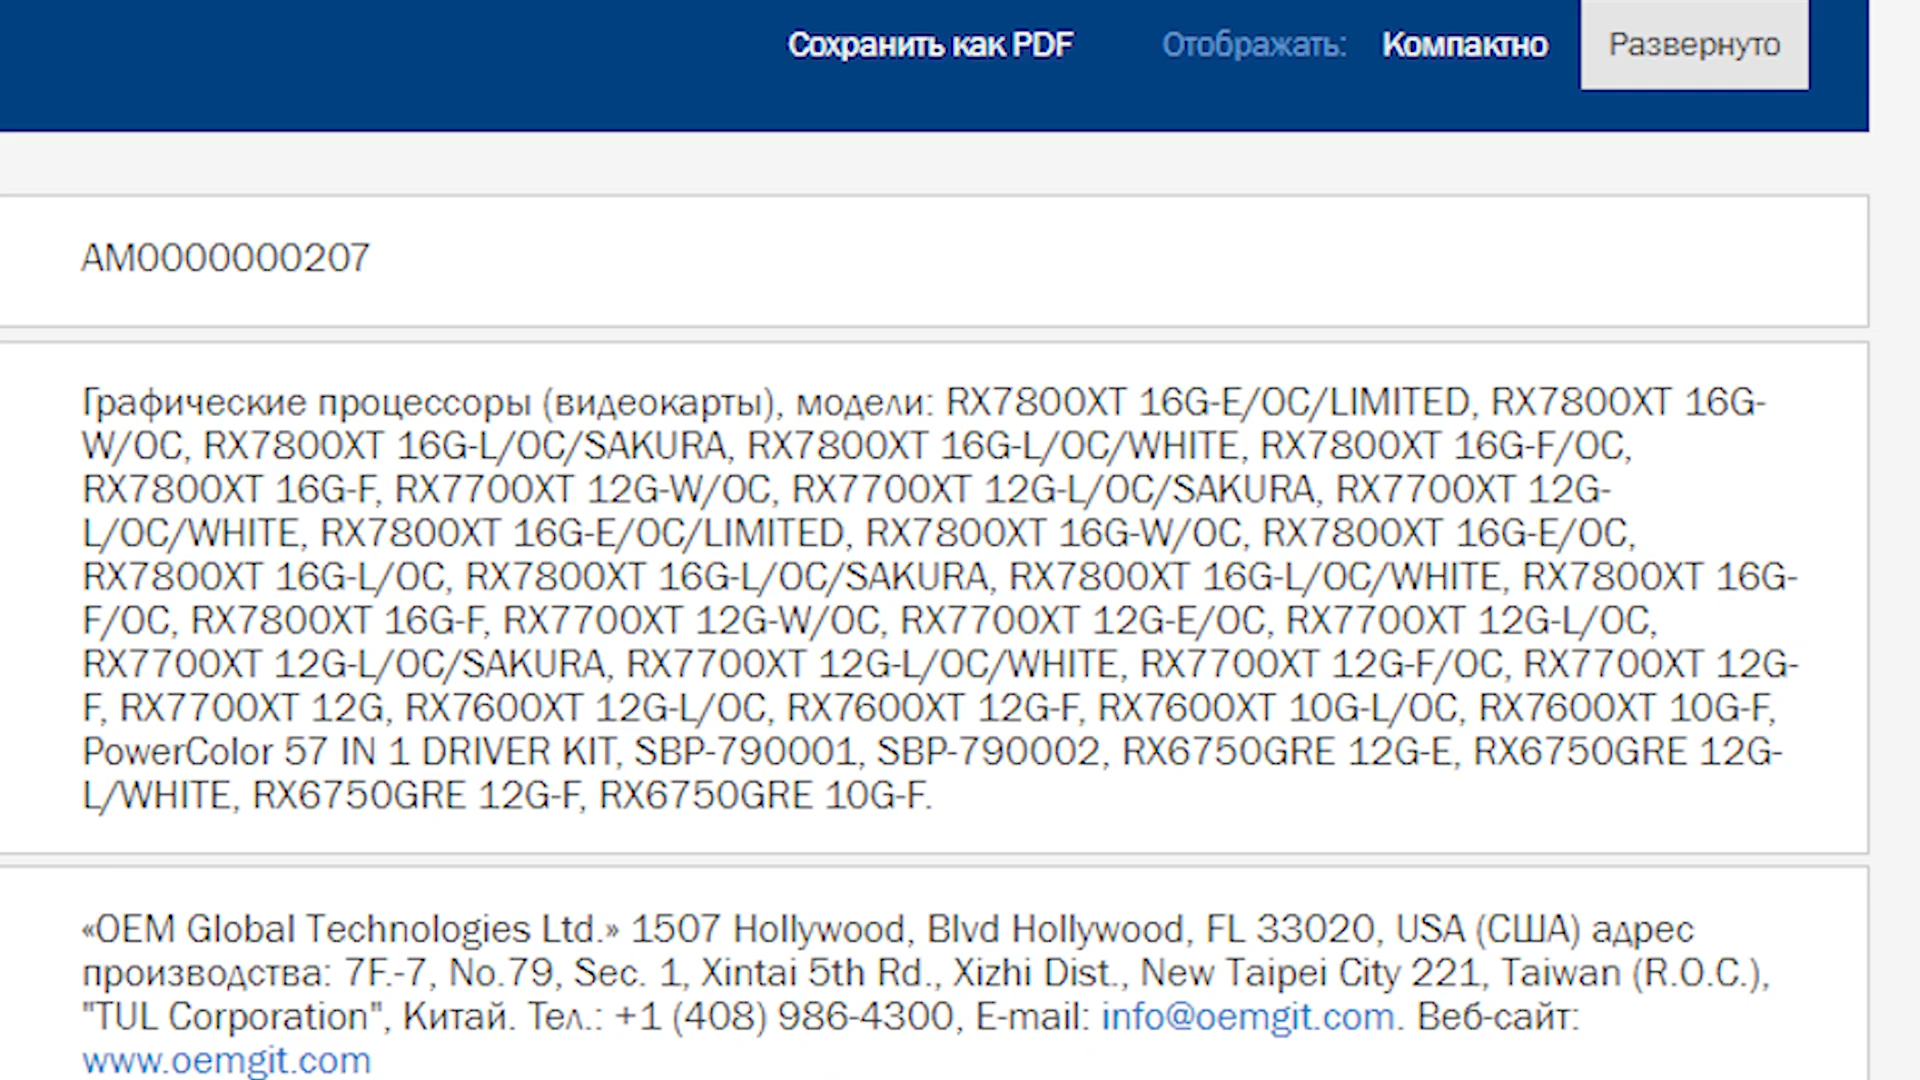 Сохранить как PDF Отображать: Компактно Развернуто
AM0000000207
Графические процессоры (видеокарты), модели: RX7800XT 16G-E/OC/LIMITED, RX7800XT 16G-
W/OC, RX7800XT 16G-L/OC/SAKURA, RX7800XT 16G-L/OC/WHITE, RX7800XT 16G-F/OC,
RX7800XT 16G-F, RX7700XT 12G-W/OC, RX7700XT 12G-L/OC/SAKURA, RX7700XT 12G-
L/OC/WHITE, RX7800XT 16G-E/OC/LIMITED, RX7800XT 16G-W/OC, RX7800XT 16G-E/OC,
RX7800XT 16G-L/OC, RX7800XT 16G-L/OC/SAKURA, RX7800XT 16G-L/OC/WHITE, RX7800XT 16G-
F/OC, RX7800XT 16G-F, RX7700XT 12G-W/OC, RX7700XT 12G-E/OC, RX7700XT 12G-L/OC,
RX7700XT 12G-L/OC/SAKURA, RX7700XT 12G-L/OC/WHITE, RX7700XT 12G-F/OC, RX7700XT 12G-
F, RX7700XT 12G, RX7600XT 12G-L/OC, RX7600XT 12G-F, RX7600XT 10G-L/OC, RX7600XT 10G-F,
PowerColor 57 IN 1 DRIVER KIT, SBP-790001, SBP-790002, RX6750GRE 12G-E, RX6750GRE 12G-
L/WHITE, RX6750GRE 12G-F, RX6750GRE 10G-F.
«OEM Global Technologies Ltd.» 1507 Hollywood, Blvd Hollywood, FL 33020, USA (США) адрес
производства: 7F.-7, No.79, Sec. 1, Xintai 5th Rd., Xizhi Dist., New Taipei City 221, Taiwan (R.O.C.),
"TUL Corporation", Китай. Тел.: +1 (408) 986-4300, E-mail: info@oemgit.com. Веб-сайт:
www.oemgit.com